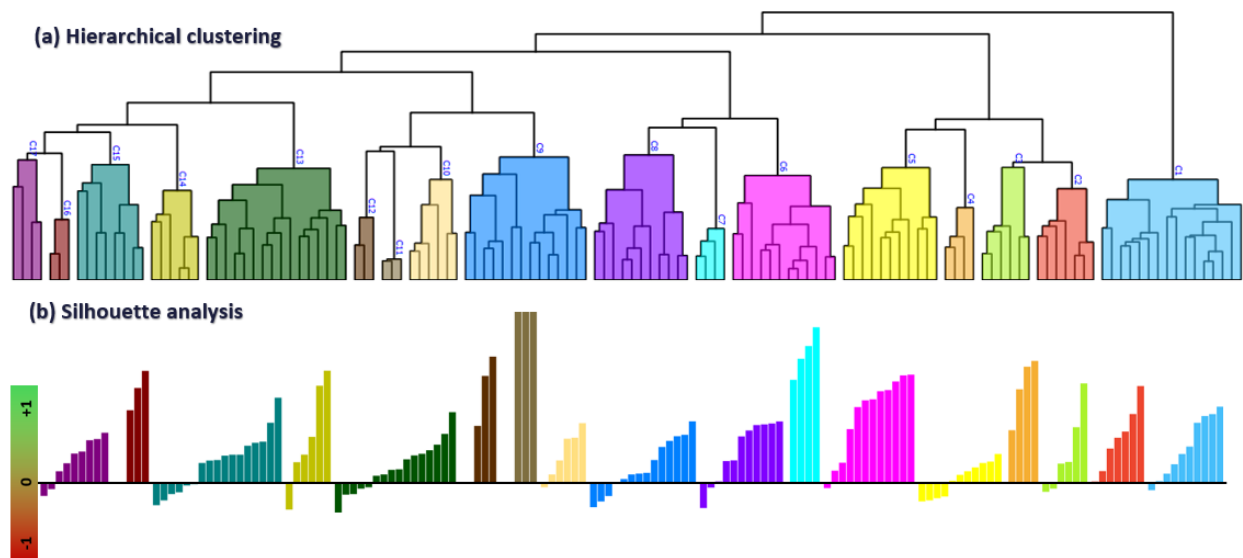 (a) Hierarchical clustering
C17
C16
C15
C14
C13
C12
C11
C10
C9
C8
C7
C6
C5
C4
C3
C2
C1
(b) Silhouette analysis
+1
0
-1